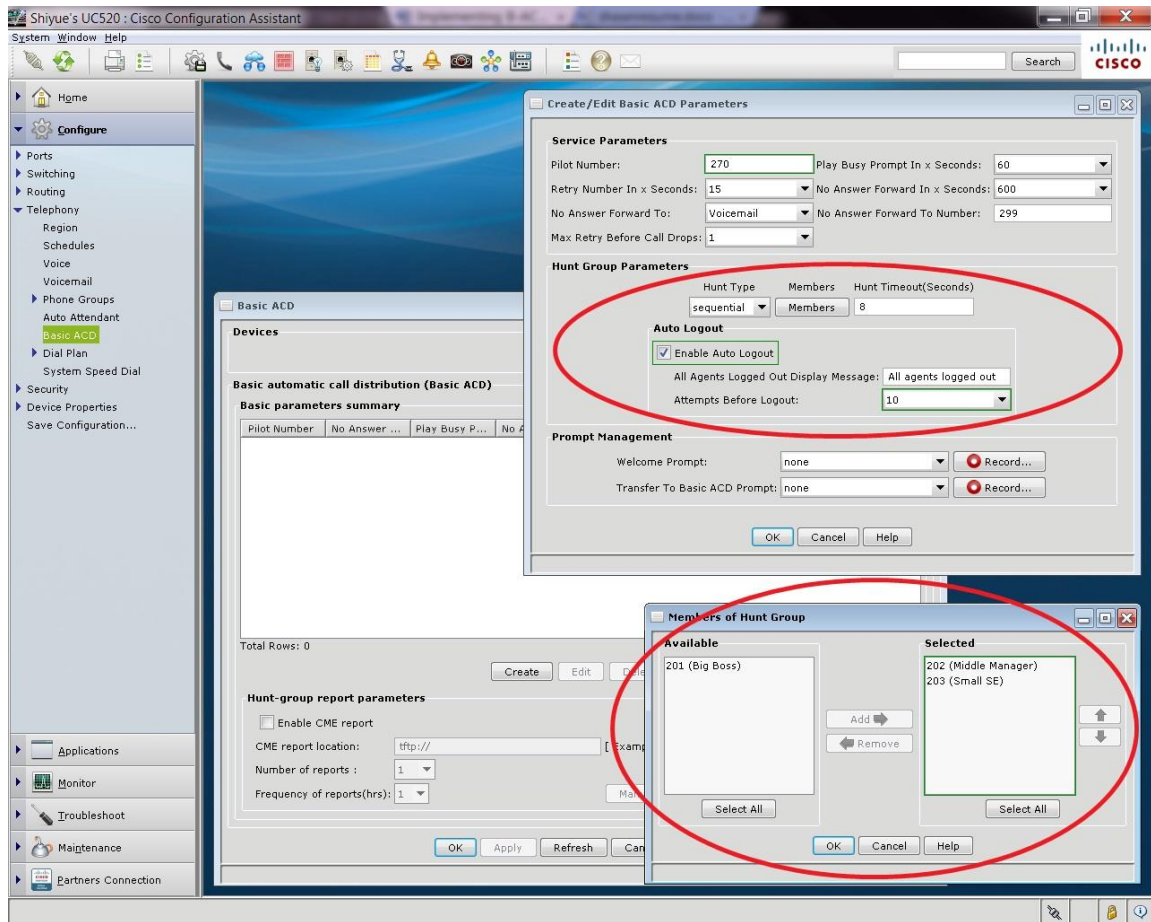 Shiyue's UC520 : Cisco Configuration Assistant
System Window Help
Search
CISCO
Home
Configure
Ports
Switching
Routing
Telephony
Region
Schedules
Voice
Voicemail
Phone Groups
Auto Attendant
Basic ACD
Dial Plan
System Speed Dial
Security
Device Properties
Save Configuration...
Applications
Monitor
Troubleshoot
Maintenance
Partners Connection
Create/Edit Basic ACD Parameters
Service Parameters
Pilot Number: 270 Play Busy Prompt In x Seconds: 60
Retry Number In x Seconds: 15 No Answer Forward In x Seconds: 600
No Answer Forward To: Voicemail No Answer Forward To Number: 299
Max Retry Before Call Drops: 1
Hunt Group Parameters
Hunt Type Members Hunt Timeout(Seconds)
sequential Members 8
Auto Logout
Enable Auto Logout
All Agents Logged Out Display Message: All agents logged out
Attempts Before Logout: 10
Prompt Management
Welcome Prompt: none Record...
Transfer To Basic ACD Prompt: none Record...
OK Cancel Help
Basic ACD
Devices
Basic automatic call distribution (Basic ACD)
Basic parameters summary
Pilot Number No Answer ... Play Busy P... No
Total Rows: 0
Create Edit
Hunt-group report parameters
Enable CME report
CME report location: tftp://
Number of reports : 1
Frequency of reports(hrs): 1
OK Apply Refresh
Members of Hunt Group
Available Selected
201 (Big Boss) 202 (Middle Manager)
203 (Small SE)
Add
Remove
Select All Select All
OK Cancel Help